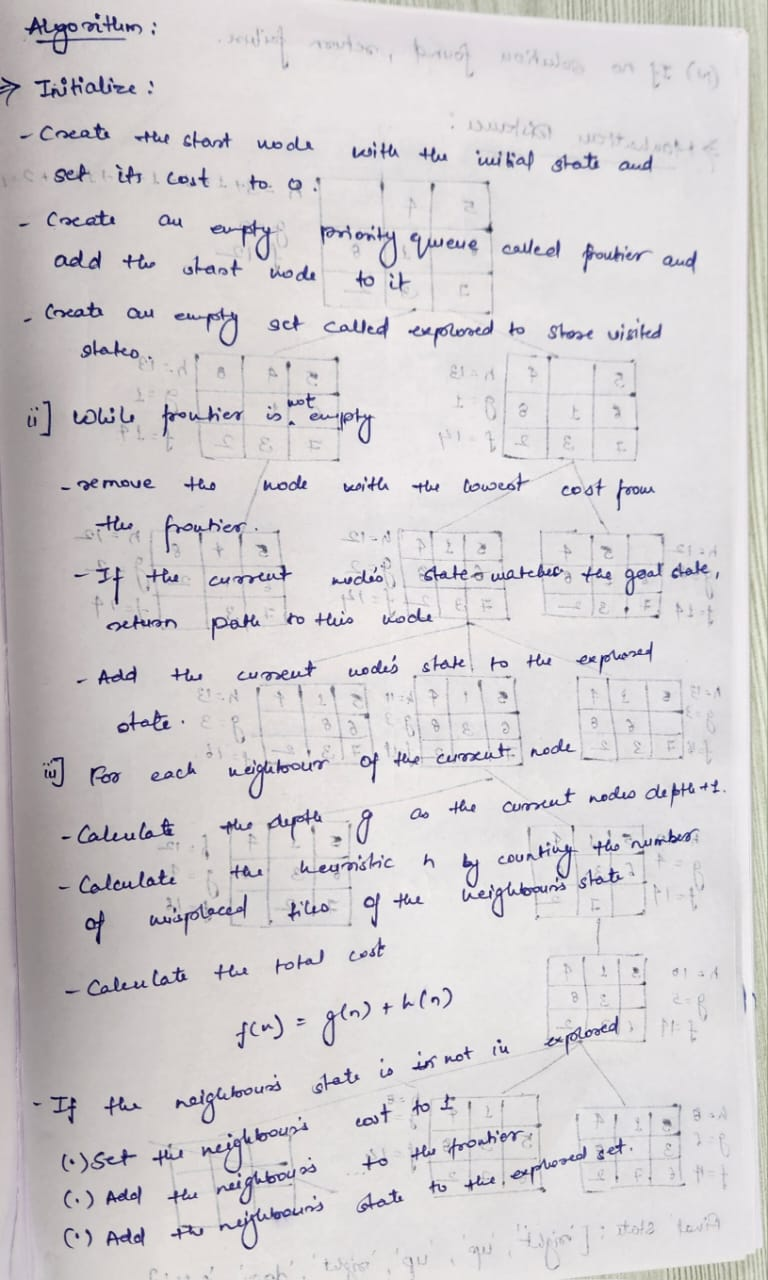 Algorithm:
⇒ Initialize:
- Create the start node with the initial state and
set its cost to 0.
- Create an empty priority queue called frontier and
add the start node to it
- Create an empty set called explored to store visited
states.
ii] While frontier is not empty
- remove the node with the lowest cost from
the frontier.
- If the current node's state matches the goal state,
return path to this node
- Add the current node's state to the explored
state.
iii] For each neighbour of the current node
- Calculate the depth g as the current nodes depth+1.
- Calculate the heuristic h by counting the number
of misplaced tiles of the neighbour's state
- Calculate the total cost
f(n) = g(n) + h(n)
- If the neighbour's state is not in explored
(.) Set the neighbour's cost to 1
(.) Add the neighbour's to the frontier.
(.) Add the neighbour's state to the explored set.